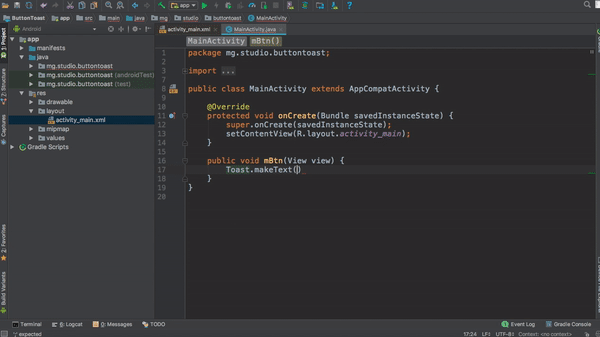 ButtonToast app src main java mg studio buttontoast MainActivity
Android
activity_main.xml MainActivity.java
app
manifests
java
mg.studio.buttontoast
mg.studio.buttontoast (androidTest)
mg.studio.buttontoast (test)
res
drawable
layout
activity_main.xml
mipmap
values
Gradle Scripts
1: Project
7: Structure
Captures
2: Favorites
Build Variants
MainActivity mBtn()
1 package mg.studio.buttontoast;
2
3 import ...
7
8 public class MainActivity extends AppCompatActivity {
9
10 @Override
11 protected void onCreate(Bundle savedInstanceState) {
12 super.onCreate(savedInstanceState);
13 setContentView(R.layout.activity_main);
14 }
15
16 public void mBtn(View view) {
17 Toast.makeText()
18 }
19 }
20
Terminal 6: Logcat 0: Messages TODO Event Log Gradle Console
expected 17:24 LF UTF-8 Context: <no context>